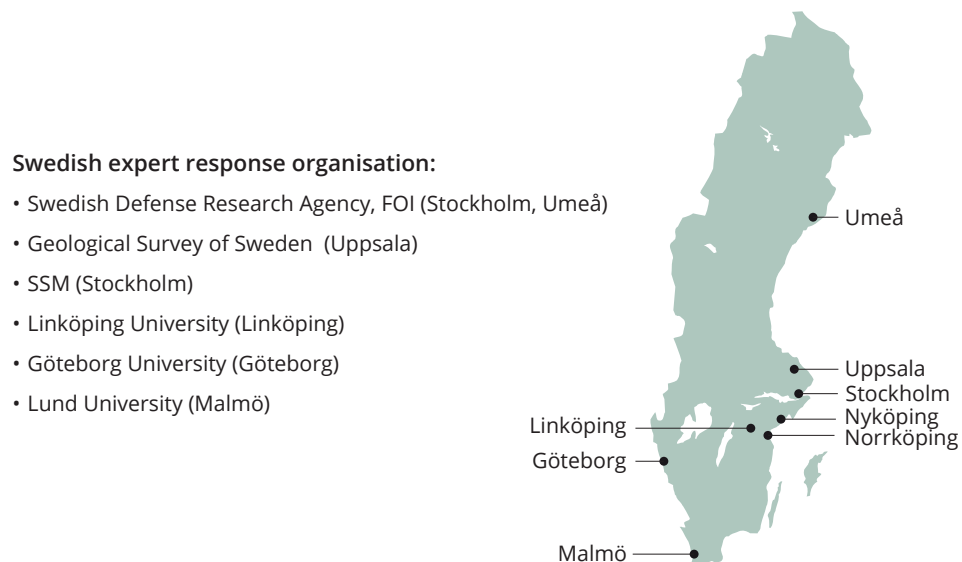 Swedish expert response organisation:
• Swedish Defense Research Agency, FOI (Stockholm, Umeå)
• Geological Survey of Sweden (Uppsala)
• SSM (Stockholm)
• Linköping University (Linköping)
• Göteborg University (Göteborg)
• Lund University (Malmö)
Umeå
Uppsala
Stockholm
Nyköping
Norrköping
Linköping
Göteborg
Malmö